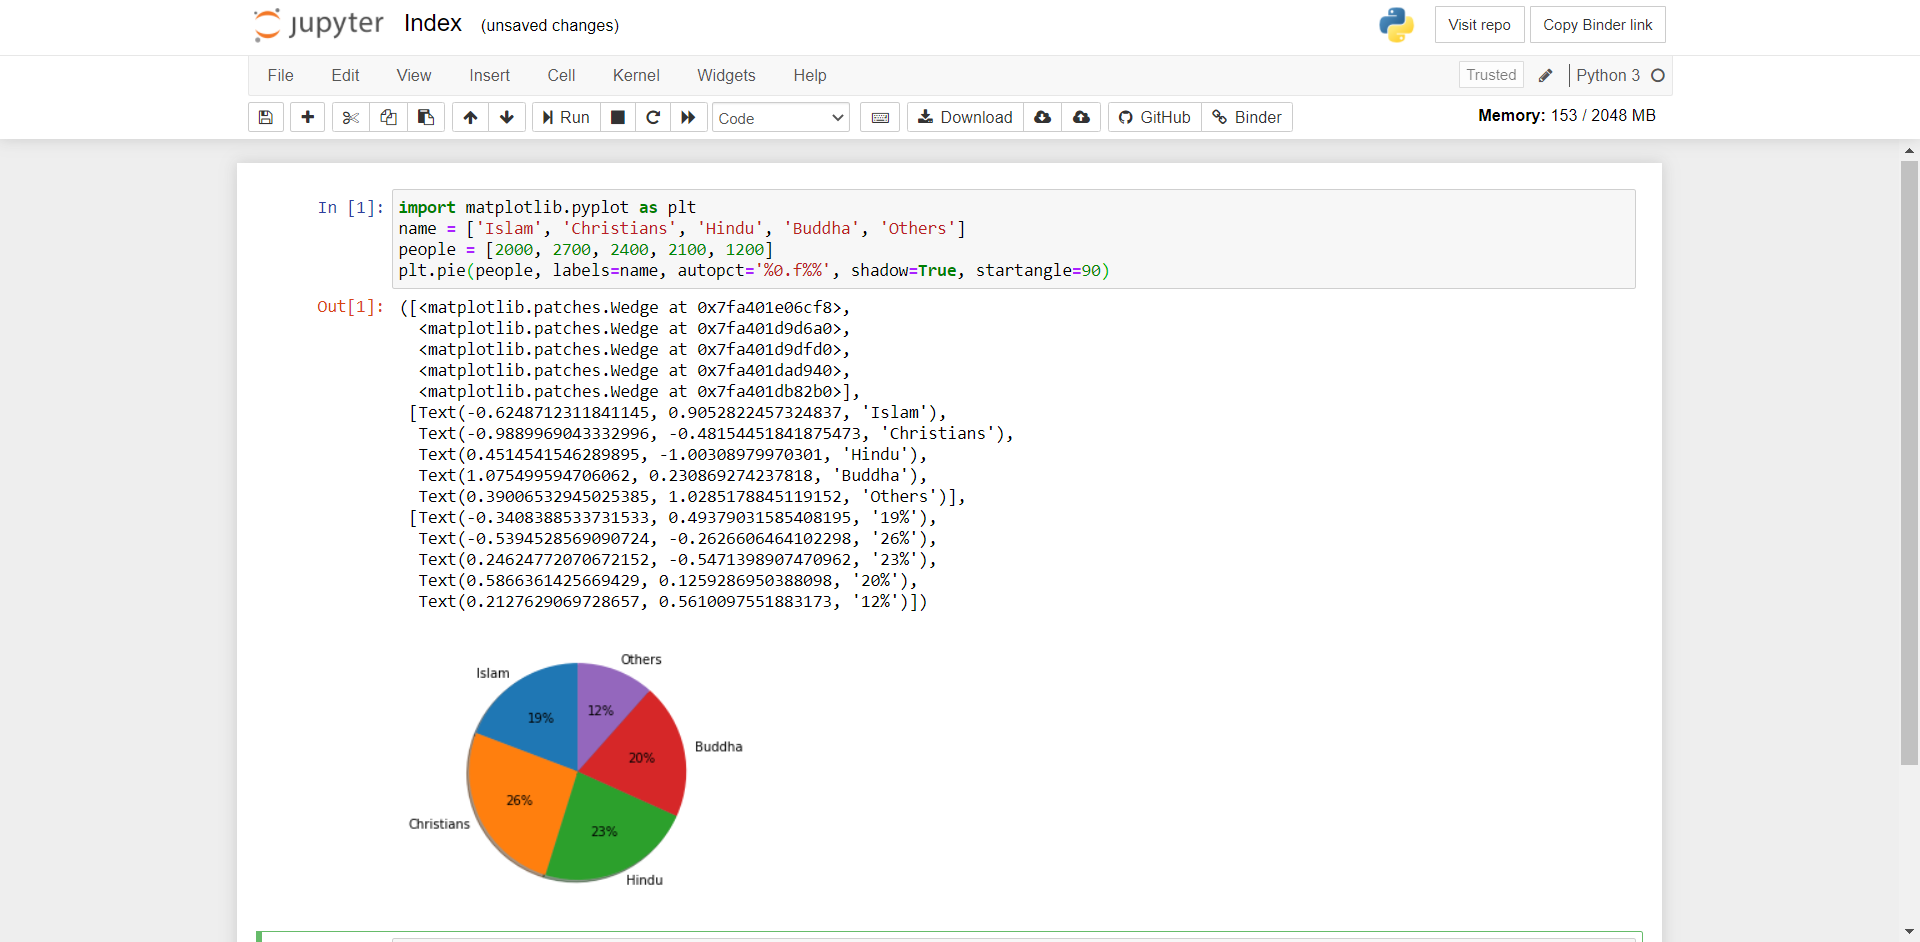 jupyter Index (unsaved changes) Visit repo Copy Binder link
File Edit View Insert Cell Kernel Widgets Help Trusted Python 3
Run Code Download GitHub Binder Memory: 153 / 2048 MB
In [1]: import matplotlib.pyplot as plt
name = ['Islam', 'Christians', 'Hindu', 'Buddha', 'Others']
people = [2000, 2700, 2400, 2100, 1200]
plt.pie(people, labels=name, autopct='%0.f%%', shadow=True, startangle=90)
Out[1]: ([<matplotlib.patches.Wedge at 0x7fa401e06cf8>,
<matplotlib.patches.Wedge at 0x7fa401d9d6a0>,
<matplotlib.patches.Wedge at 0x7fa401d9dfd0>,
<matplotlib.patches.Wedge at 0x7fa401dad940>,
<matplotlib.patches.Wedge at 0x7fa401db82b0>],
[Text(-0.6248712311841145, 0.9052822457324837, 'Islam'),
Text(-0.9889969043332996, -0.48154451841875473, 'Christians'),
Text(0.4514541546289895, -1.00308979970301, 'Hindu'),
Text(1.075499594706062, 0.230869274237818, 'Buddha'),
Text(0.39006532945025385, 1.0285178845119152, 'Others')],
[Text(-0.3408388533731533, 0.49379031585408195, '19%'),
Text(-0.5394528569090724, -0.2626606464102298, '26%'),
Text(0.24624772070672152, -0.5471398907470962, '23%'),
Text(0.5866361425669429, 0.1259286950388098, '20%'),
Text(0.2127629069728657, 0.5610097551883173, '12%')])
Others
Islam
12%
19%
Buddha
20%
26%
Christians
23%
Hindu